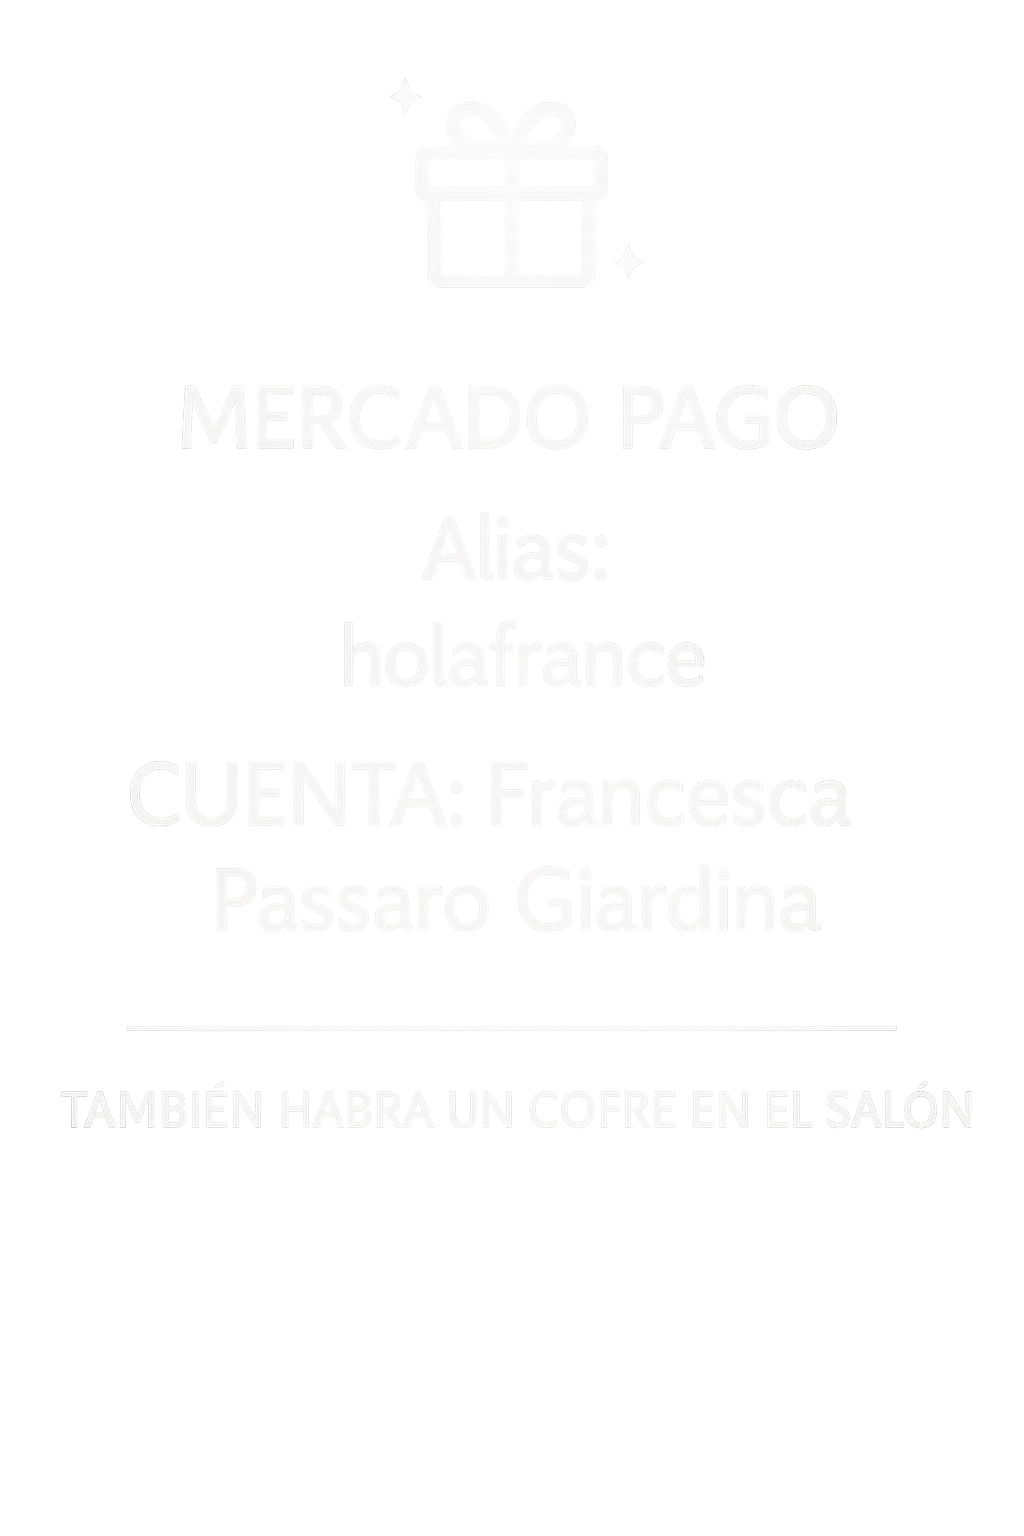 MERCADO PAGO
Alias:
holafrance
CUENTA: Francesca
Passaro Giardina
TAMBIÉN HABRA UN COFRE EN EL SALÓN